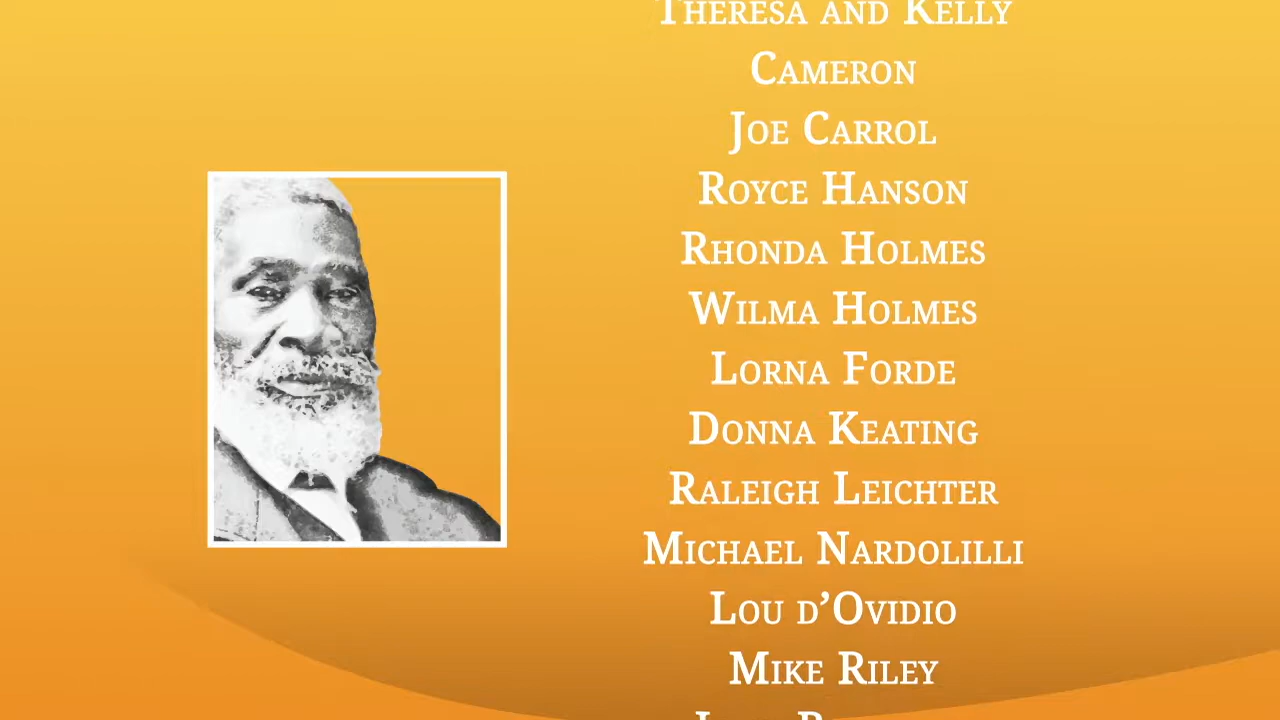 Theresa and Kelly
Cameron
Joe Carrol
Royce Hanson
Rhonda Holmes
Wilma Holmes
Lorna Forde
Donna Keating
Raleigh Leichter
Michael Nardolilli
Lou d’Ovidio
Mike Riley